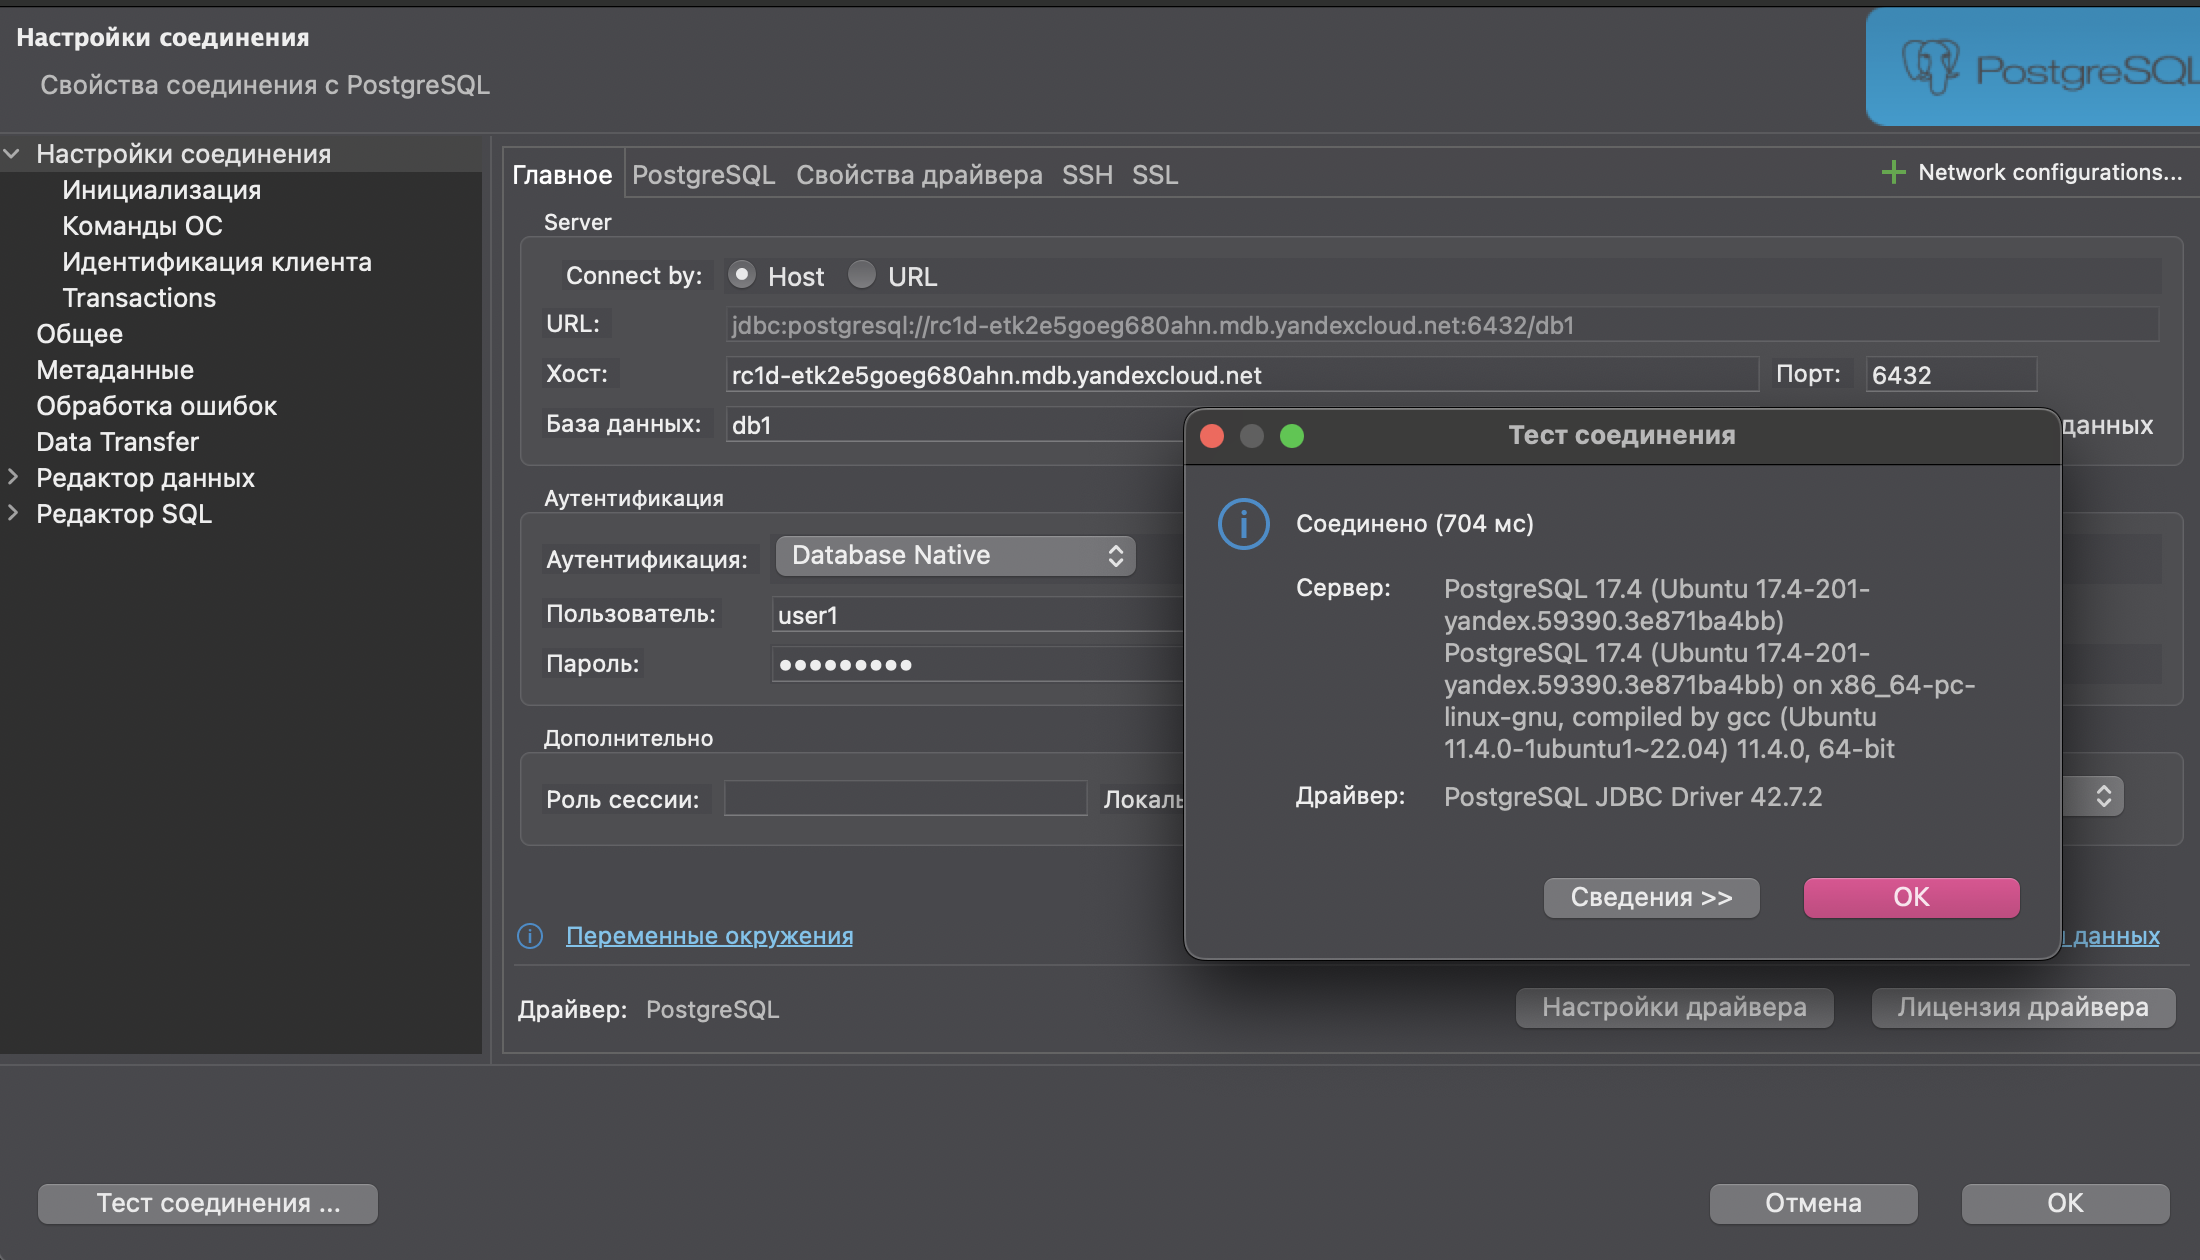 Настройки соединения
Свойства соединения с PostgreSQL
PostgreSQL
Настройки соединения
Инициализация
Команды ОС
Идентификация клиента
Transactions
Общее
Метаданные
Обработка ошибок
Data Transfer
Редактор данных
Редактор SQL
Главное PostgreSQL Свойства драйвера SSH SSL
Network configurations...
Server
Connect by: Host URL
URL: jdbc:postgresql://rc1d-etk2e5goeg680ahn.mdb.yandexcloud.net:6432/db1
Хост: rc1d-etk2e5goeg680ahn.mdb.yandexcloud.net Порт: 6432
База данных: db1
данных
Аутентификация
Аутентификация: Database Native
Пользователь: user1
Пароль: •••••••••
Дополнительно
Роль сессии:
Переменные окружения
данных
Драйвер: PostgreSQL
Настройки драйвера Лицензия драйвера
Тест соединения
Соединено (704 мс)
Сервер: PostgreSQL 17.4 (Ubuntu 17.4-201-
yandex.59390.3e871ba4bb)
PostgreSQL 17.4 (Ubuntu 17.4-201-
yandex.59390.3e871ba4bb) on x86_64-pc-
linux-gnu, compiled by gcc (Ubuntu
11.4.0-1ubuntu1~22.04) 11.4.0, 64-bit
Драйвер: PostgreSQL JDBC Driver 42.7.2
Сведения >> OK
Тест соединения ... Отмена OK